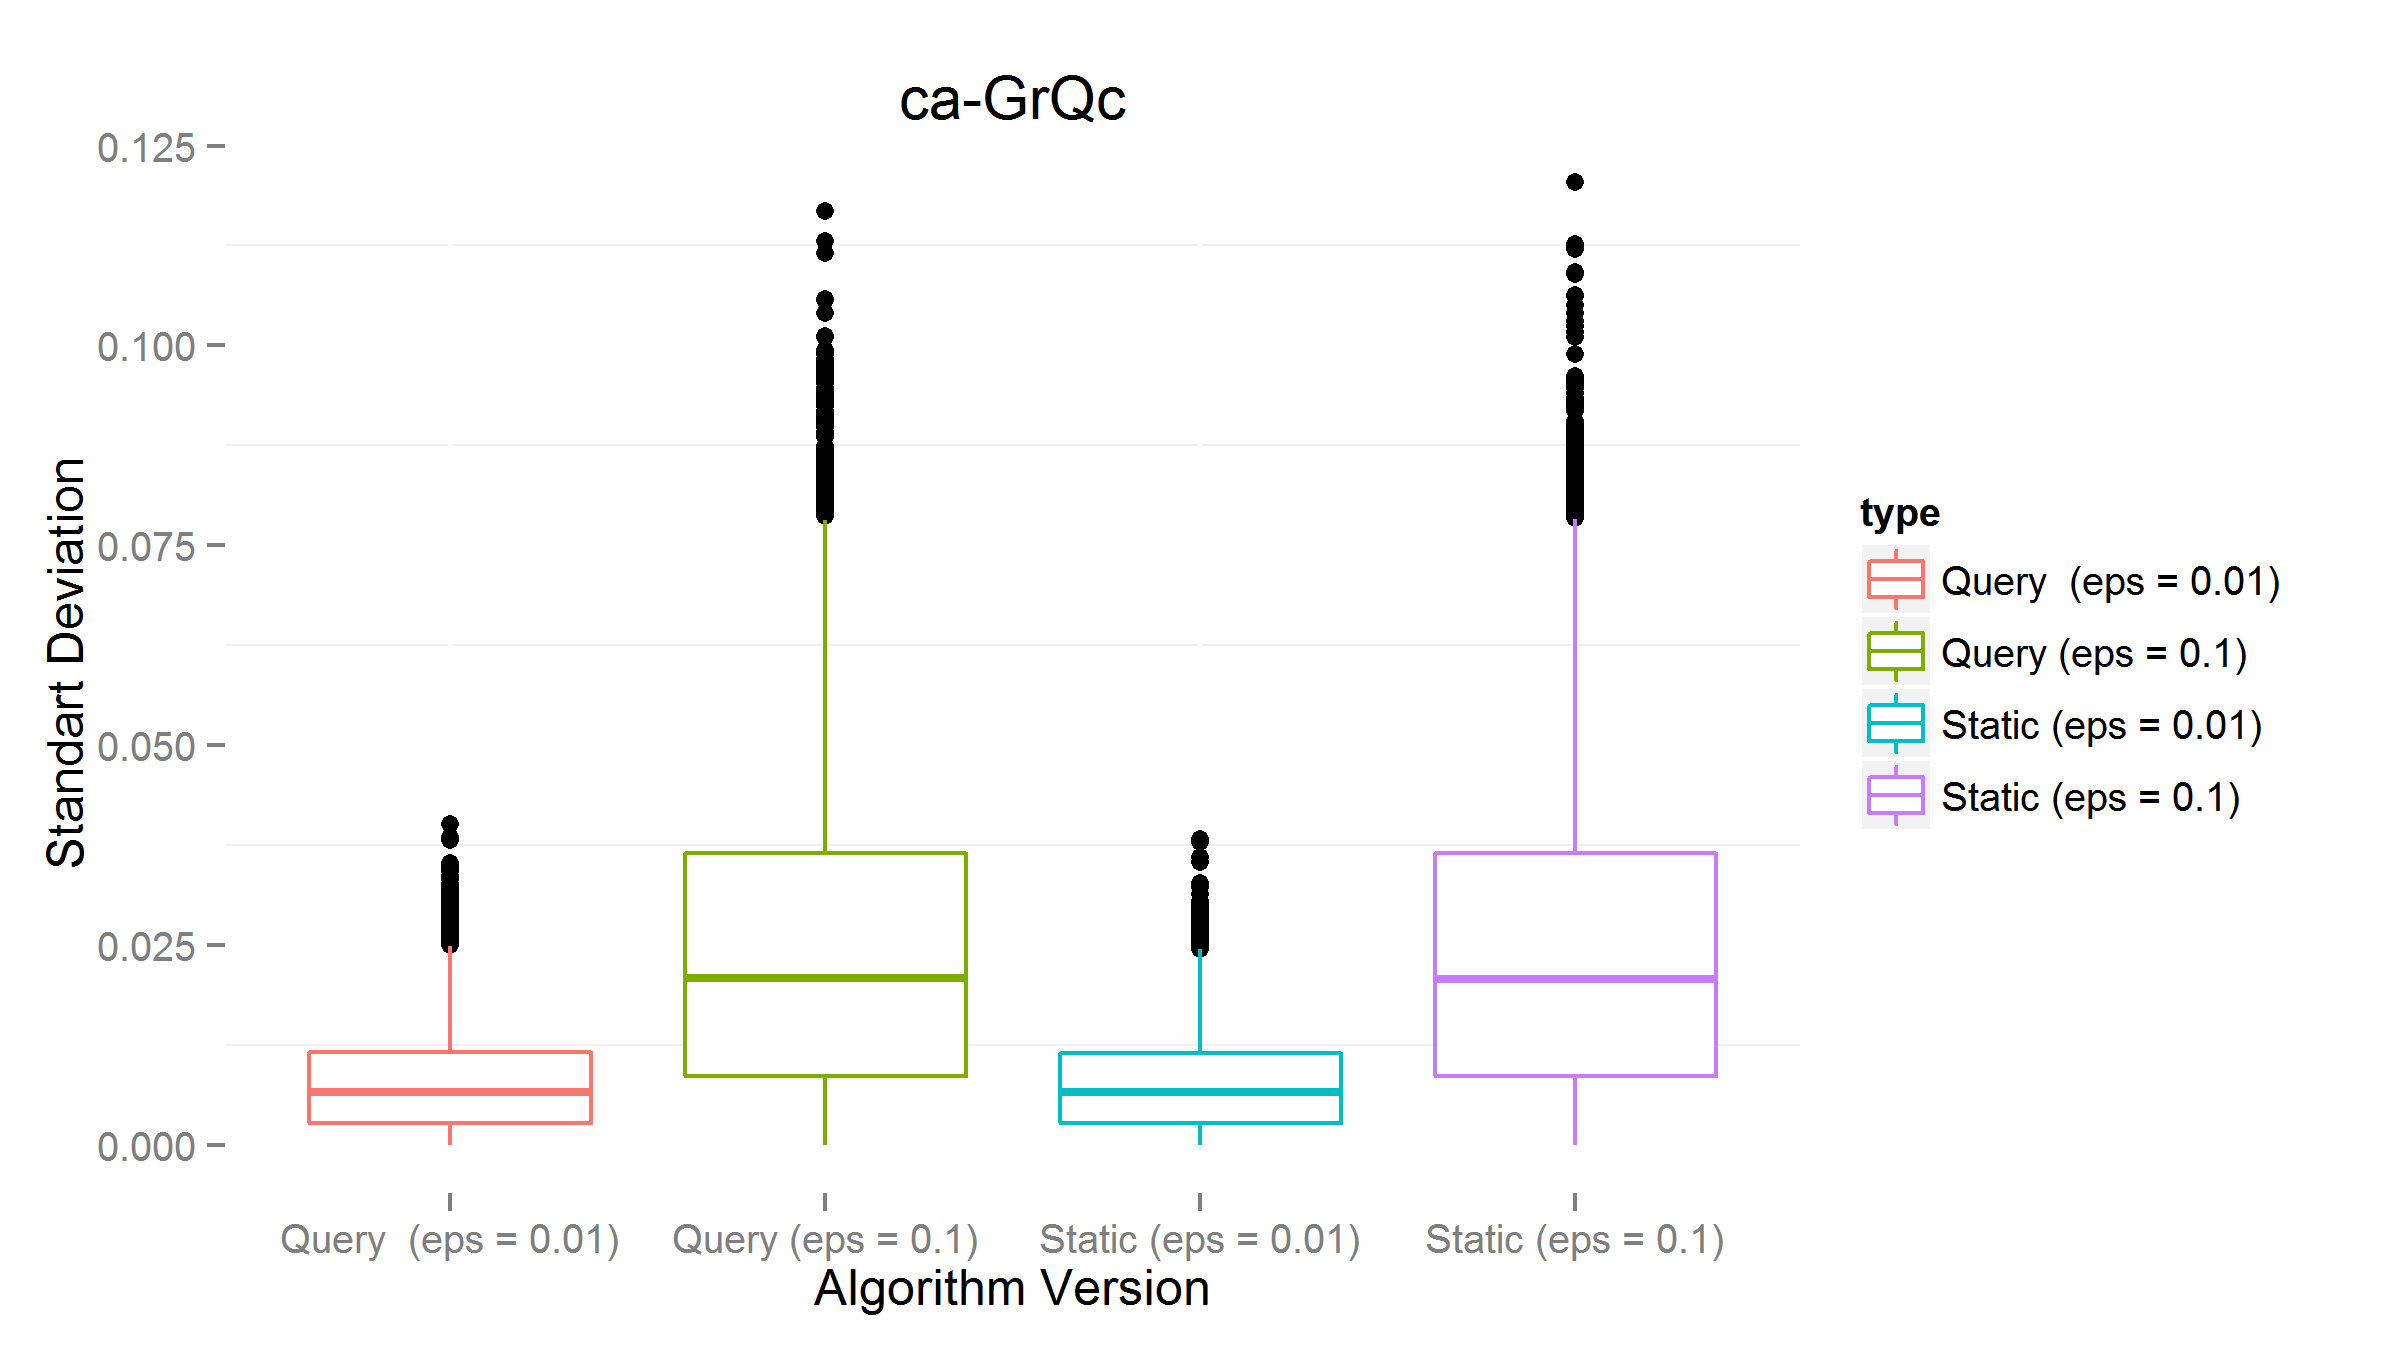 ca-GrQc
0.125
0.100
0.075
0.050
0.025
0.000
Standart Deviation
Query  (eps = 0.01)
Query (eps = 0.1)
Static (eps = 0.01)
Static (eps = 0.1)
Algorithm Version
type
Query  (eps = 0.01)
Query (eps = 0.1)
Static (eps = 0.01)
Static (eps = 0.1)